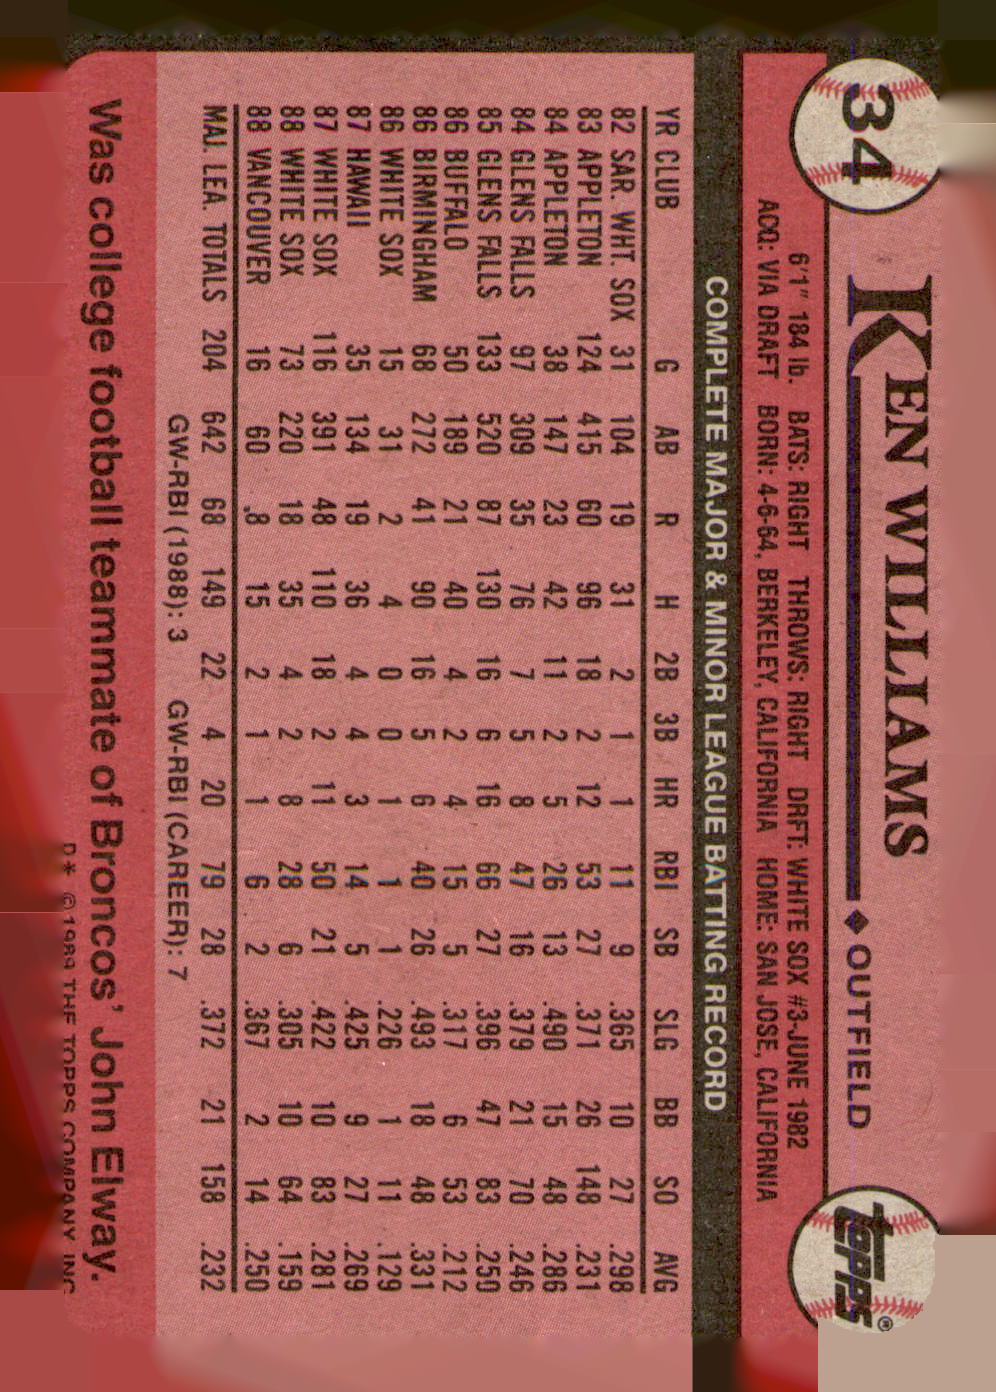 34
KEN WILLIAMS ◆ OUTFIELD
topps®
6'1" 184 lb. BATS: RIGHT THROWS: RIGHT DRFT: WHITE SOX #3-JUNE 1982
ACQ: VIA DRAFT BORN: 4-6-64, BERKELEY, CALIFORNIA HOME: SAN JOSE, CALIFORNIA
COMPLETE MAJOR & MINOR LEAGUE BATTING RECORD
YR CLUB G AB R H 2B 3B HR RBI SB SLG BB SO AVG
82 SAR. WHT. SOX 31 104 19 31 2 1 1 11 9 .365 10 27 .298
83 APPLETON 124 415 60 96 18 2 12 53 27 .371 26 148 .231
84 APPLETON 38 147 23 42 11 2 5 26 13 .490 15 48 .286
84 GLENS FALLS 97 309 35 76 7 5 8 47 16 .379 21 70 .246
85 GLENS FALLS 133 520 87 130 16 6 16 66 27 .396 47 83 .250
86 BUFFALO 50 189 21 40 4 2 4 15 5 .317 6 53 .212
86 BIRMINGHAM 68 272 41 90 16 5 6 40 26 .493 18 48 .331
86 WHITE SOX 15 31 2 4 0 0 1 1 1 .226 1 11 .129
87 HAWAII 35 134 19 36 4 4 3 14 5 .425 9 27 .269
87 WHITE SOX 116 391 48 110 18 2 11 50 21 .422 10 83 .281
88 WHITE SOX 73 220 18 35 4 2 8 28 6 .305 10 64 .159
88 VANCOUVER 16 60 8 15 2 1 1 6 2 .367 2 14 .250
MAJ. LEA. TOTALS 204 642 68 149 22 4 20 79 28 .372 21 158 .232
GW-RBI (1988): 3 GW-RBI (CAREER): 7
Was college football teammate of Broncos' John Elway.
D* ©1989 THE TOPPS COMPANY INC